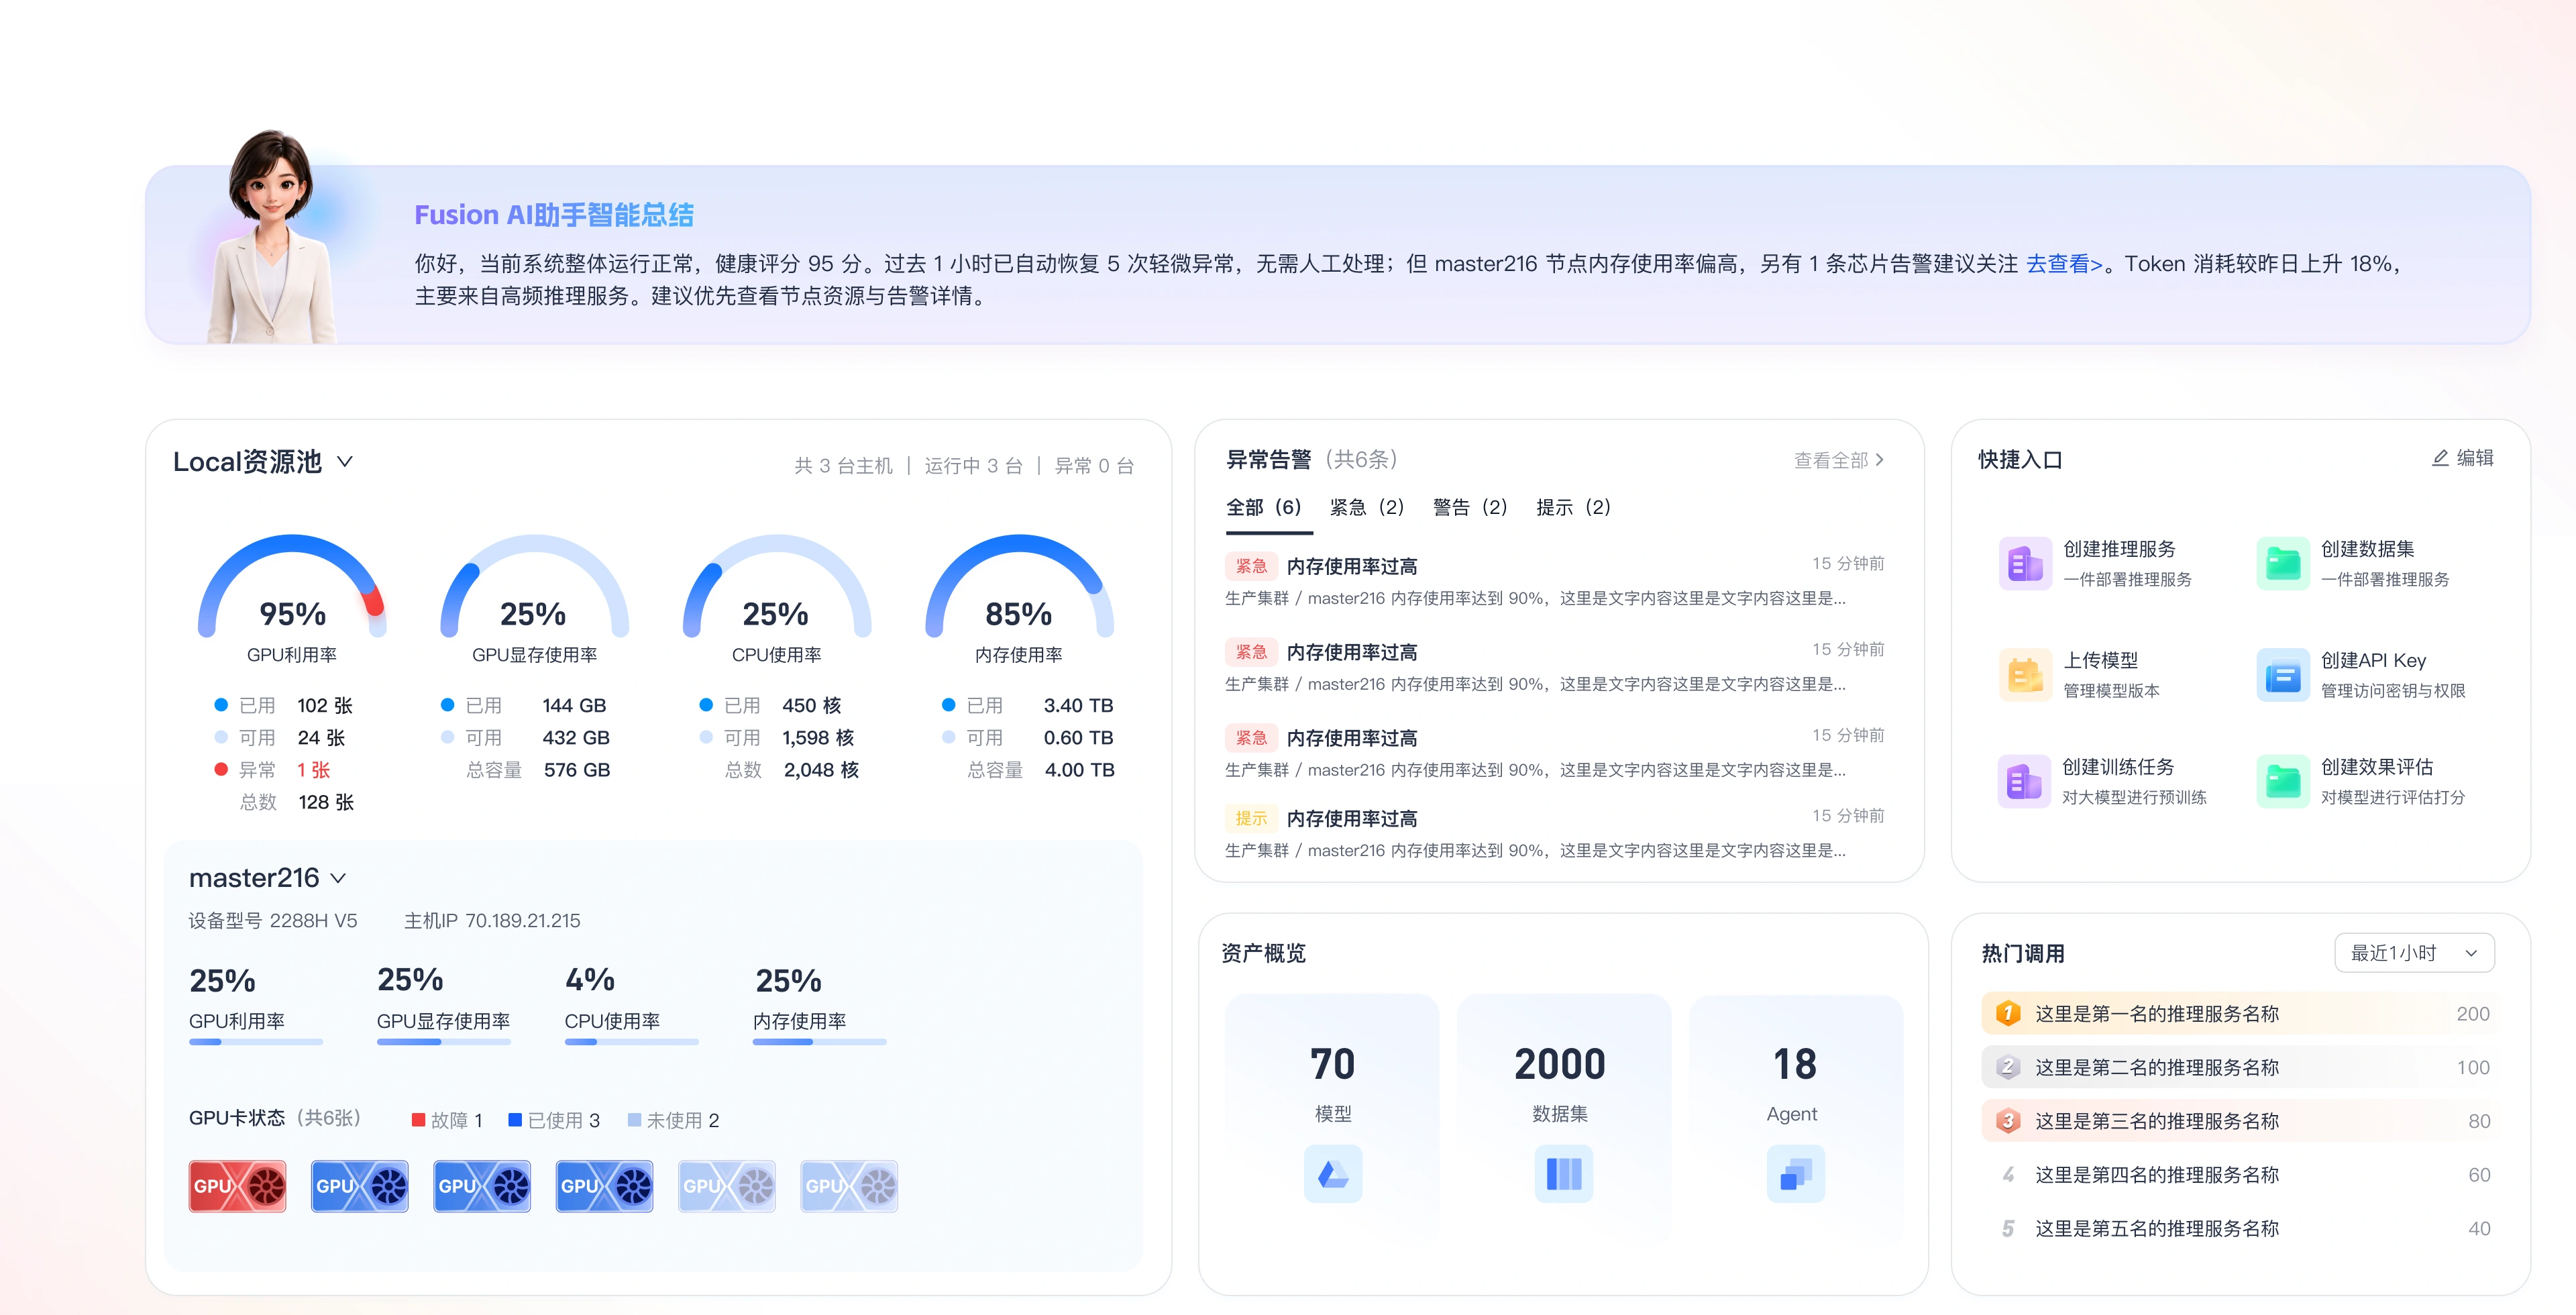 Fusion AI助手智能总结
你好，当前系统整体运行正常，健康评分 95 分。过去 1 小时已自动恢复 5 次轻微异常，无需人工处理；但 master216 节点内存使用率偏高，另有 1 条芯片告警建议关注 去查看>。Token 消耗较昨日上升 18%，
主要来自高频推理服务。建议优先查看节点资源与告警详情。
Local资源池
共 3 台主机 | 运行中 3 台 | 异常 0 台
95%
GPU利用率
已用 102 张
可用 24 张
异常 1 张
总数 128 张
25%
GPU显存使用率
已用 144 GB
可用 432 GB
总容量 576 GB
25%
CPU使用率
已用 450 核
可用 1,598 核
总数 2,048 核
85%
内存使用率
已用 3.40 TB
可用 0.60 TB
总容量 4.00 TB
master216
设备型号 2288H V5 主机IP 70.189.21.215
25%
GPU利用率
25%
GPU显存使用率
4%
CPU使用率
25%
内存使用率
GPU卡状态（共6张） 故障 1 已使用 3 未使用 2
GPU GPU GPU GPU GPU GPU
异常告警（共6条）
查看全部
全部（6） 紧急（2） 警告（2） 提示（2）
紧急 内存使用率过高 15 分钟前
生产集群 / master216 内存使用率达到 90%，这里是文字内容这里是文字内容这里是...
紧急 内存使用率过高 15 分钟前
生产集群 / master216 内存使用率达到 90%，这里是文字内容这里是文字内容这里是...
紧急 内存使用率过高 15 分钟前
生产集群 / master216 内存使用率达到 90%，这里是文字内容这里是文字内容这里是...
提示 内存使用率过高 15 分钟前
生产集群 / master216 内存使用率达到 90%，这里是文字内容这里是文字内容这里是...
快捷入口
编辑
创建推理服务
一件部署推理服务
创建数据集
一件部署推理服务
上传模型
管理模型版本
创建API Key
管理访问密钥与权限
创建训练任务
对大模型进行预训练
创建效果评估
对模型进行评估打分
资产概览
70
模型
2000
数据集
18
Agent
热门调用
最近1小时
1 这里是第一名的推理服务名称 200
2 这里是第二名的推理服务名称 100
3 这里是第三名的推理服务名称 80
4 这里是第四名的推理服务名称 60
5 这里是第五名的推理服务名称 40